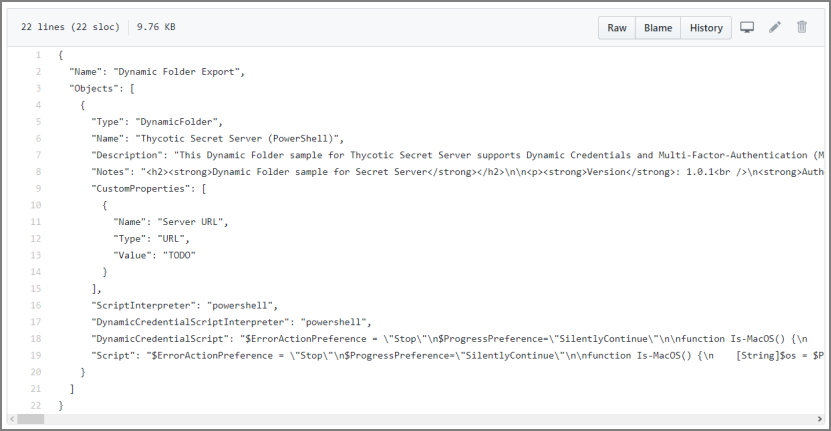 22 lines (22 sloc) 9.76 KB Raw Blame History
1 {
2 "Name": "Dynamic Folder Export",
3 "Objects": [
4 {
5 "Type": "DynamicFolder",
6 "Name": "Thycotic Secret Server (PowerShell)",
7 "Description": "This Dynamic Folder sample for Thycotic Secret Server supports Dynamic Credentials and Multi-Factor-Authentication (M
8 "Notes": "<h2><strong>Dynamic Folder sample for Secret Server</strong></h2>\n\n<p><strong>Version</strong>: 1.0.1<br />\n<strong>Auth
9 "CustomProperties": [
10 {
11 "Name": "Server URL",
12 "Type": "URL",
13 "Value": "TODO"
14 }
15 ],
16 "ScriptInterpreter": "powershell",
17 "DynamicCredentialScriptInterpreter": "powershell",
18 "DynamicCredentialScript": "$ErrorActionPreference = \"Stop\"\n$ProgressPreference=\"SilentlyContinue\"\n\nfunction Is-MacOS() {\n
19 "Script": "$ErrorActionPreference = \"Stop\"\n$ProgressPreference=\"SilentlyContinue\"\n\nfunction Is-MacOS() {\n    [String]$os = $P
20 }
21 ]
22 }